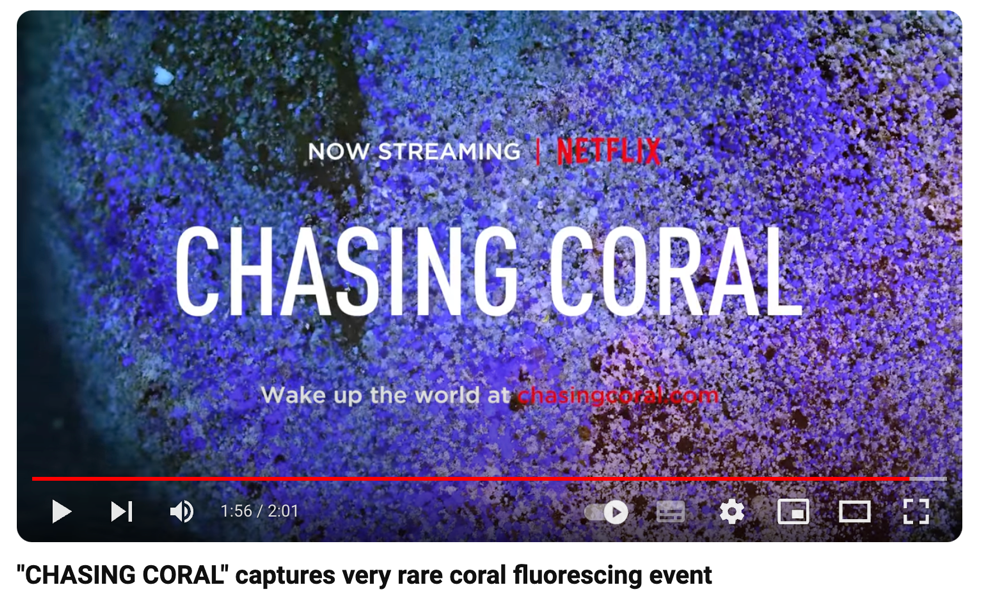 NOW STREAMING | NETFLIX
CHASING CORAL
Wake up the world at chasingcoral.com
1:56 / 2:01
"CHASING CORAL" captures very rare coral fluorescing event